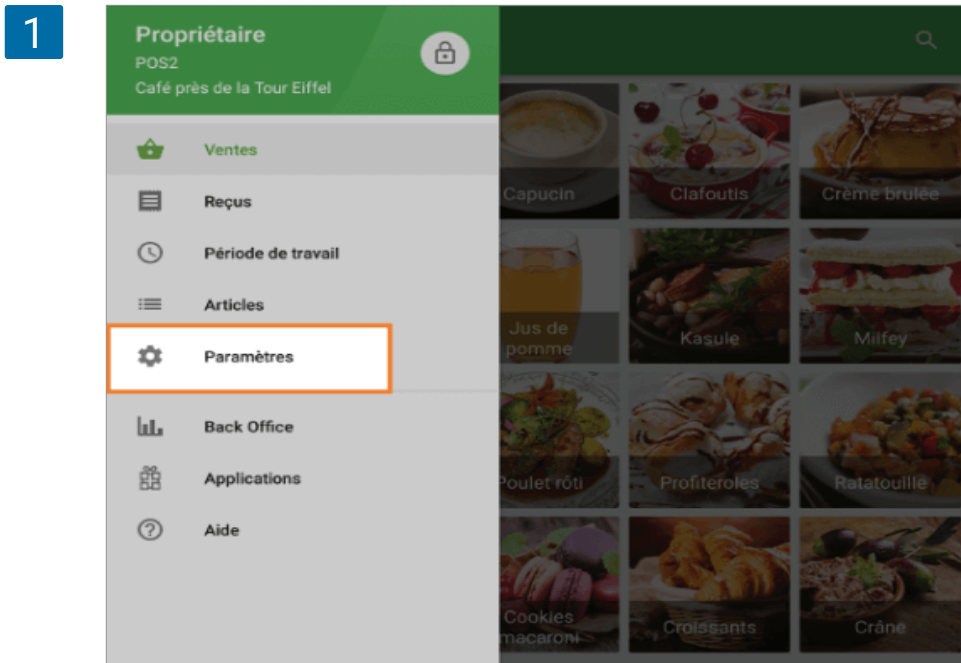 1
Propriétaire
POS2
Café près de la Tour Eiffel
Ventes
Reçus
Période de travail
Articles
Paramètres
Back Office
Applications
Aide
Capucin
Clafoutis
Crème brulée
Jus de
pomme
Kasule
Milfey
Poulet rôti
Profiteroles
Ratatouille
Cookies
macaroni
Croissants
Crâne